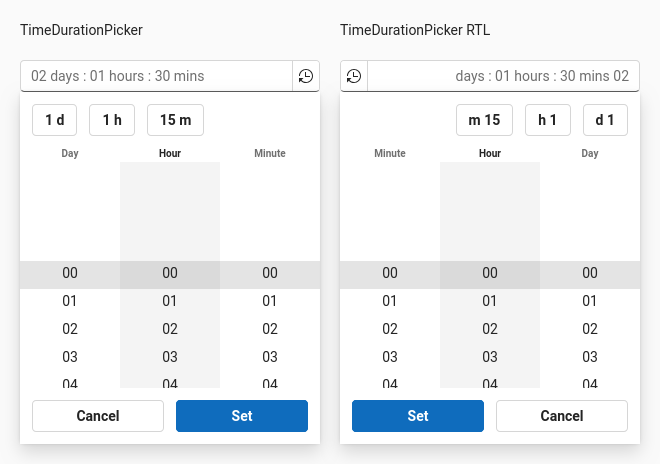 TimeDurationPicker
02 days : 01 hours : 30 mins
1 d 1 h 15 m
Day Hour Minute
00 00 00
01 01 01
02 02 02
03 03 03
04 04 04
Cancel Set
TimeDurationPicker RTL
days : 01 hours : 30 mins 02
m 15 h 1 d 1
Minute Hour Day
00 00 00
01 01 01
02 02 02
03 03 03
04 04 04
Set Cancel